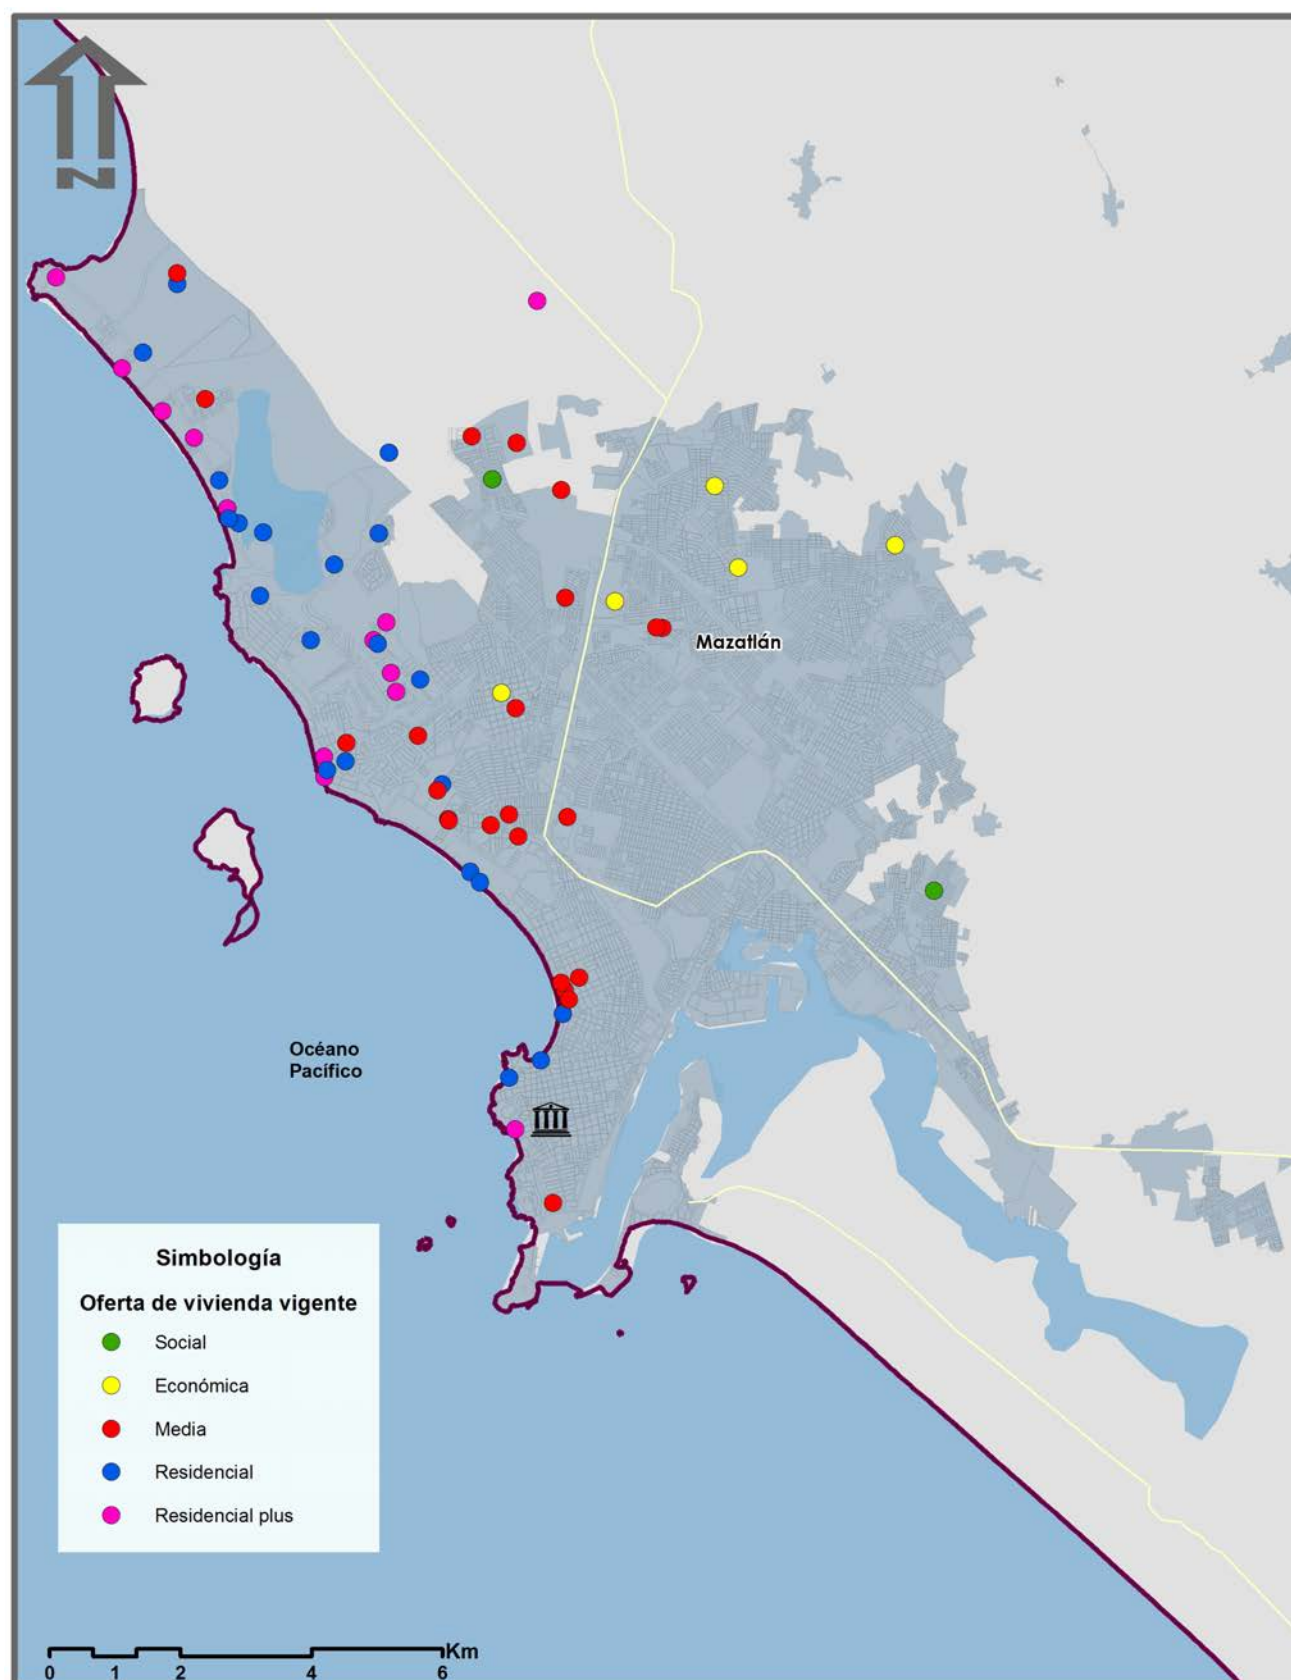 N
Mazatlán
Océano
Pacífico
Simbología
Oferta de vivienda vigente
Social
Económica
Media
Residencial
Residencial plus
Km
0 1 2 4 6